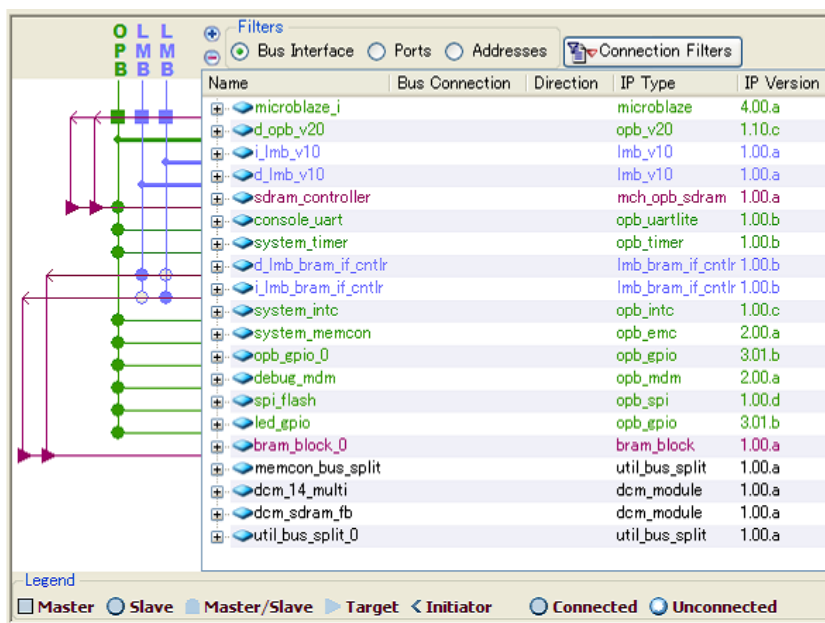 OPB LMB LMB
Filters
Bus Interface Ports Addresses Connection Filters
Name Bus Connection Direction IP Type IP Version
microblaze_i microblaze 4.00.a
d_opb_v20 opb_v20 1.10.c
i_lmb_v10 lmb_v10 1.00.a
d_lmb_v10 lmb_v10 1.00.a
sdram_controller mch_opb_sdram 1.00.a
console_uart opb_uartlite 1.00.b
system_timer opb_timer 1.00.b
d_lmb_bram_if_cntlr lmb_bram_if_cntlr 1.00.b
i_lmb_bram_if_cntlr lmb_bram_if_cntlr 1.00.b
system_intc opb_intc 1.00.c
system_memcon opb_emc 2.00.a
opb_gpio_0 opb_gpio 3.01.b
debug_mdm opb_mdm 2.00.a
spi_flash opb_spi 1.00.d
led_gpio opb_gpio 3.01.b
bram_block_0 bram_block 1.00.a
memcon_bus_split util_bus_split 1.00.a
dcm_14_multi dcm_module 1.00.a
dcm_sdram_fb dcm_module 1.00.a
util_bus_split_0 util_bus_split 1.00.a
Legend
Master Slave Master/Slave Target Initiator Connected Unconnected